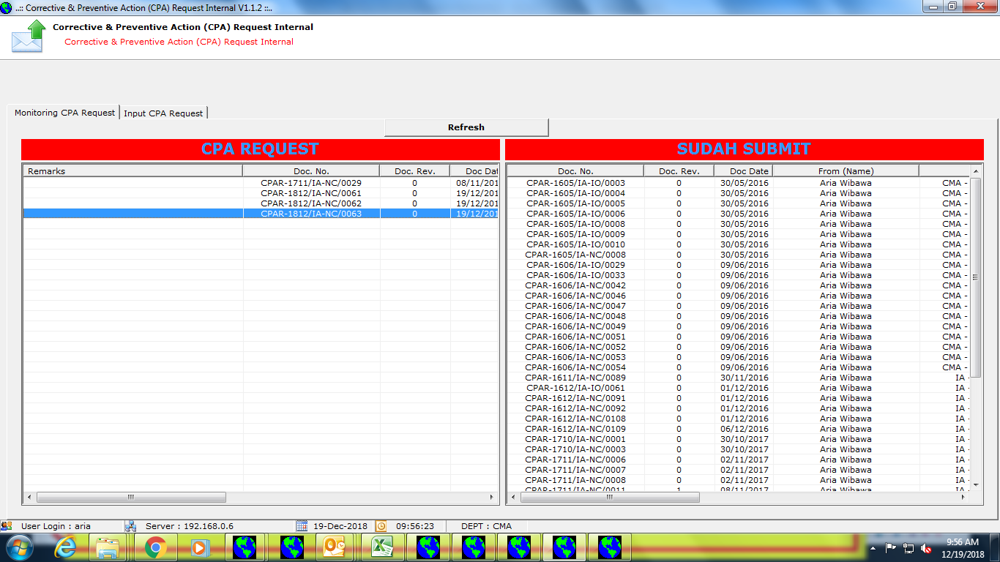 ..:: Corrective & Preventive Action (CPA) Request Internal V1.1.2 ::..
Corrective & Preventive Action (CPA) Request Internal
Corrective & Preventive Action (CPA) Request Internal
Monitoring CPA Request Input CPA Request
Refresh
CPA REQUEST
Remarks Doc. No. Doc. Rev. Doc Dat
CPAR-1711/IA-NC/0029 0 08/11/201
CPAR-1812/IA-NC/0061 0 19/12/201
CPAR-1812/IA-NC/0062 0 19/12/201
CPAR-1812/IA-NC/0063 0 19/12/201
SUDAH SUBMIT
Doc. No. Doc. Rev. Doc Date From (Name)
CPAR-1605/IA-IO/0003 0 30/05/2016 Aria Wibawa CMA -
CPAR-1605/IA-IO/0004 0 30/05/2016 Aria Wibawa CMA -
CPAR-1605/IA-IO/0005 0 30/05/2016 Aria Wibawa CMA -
CPAR-1605/IA-IO/0006 0 30/05/2016 Aria Wibawa CMA -
CPAR-1605/IA-IO/0008 0 30/05/2016 Aria Wibawa CMA -
CPAR-1605/IA-IO/0009 0 30/05/2016 Aria Wibawa CMA -
CPAR-1605/IA-IO/0010 0 30/05/2016 Aria Wibawa CMA -
CPAR-1605/IA-NC/0008 0 30/05/2016 Aria Wibawa CMA -
CPAR-1606/IA-IO/0029 0 09/06/2016 Aria Wibawa CMA -
CPAR-1606/IA-IO/0033 0 09/06/2016 Aria Wibawa CMA -
CPAR-1606/IA-NC/0042 0 09/06/2016 Aria Wibawa CMA -
CPAR-1606/IA-NC/0046 0 09/06/2016 Aria Wibawa CMA -
CPAR-1606/IA-NC/0047 0 09/06/2016 Aria Wibawa CMA -
CPAR-1606/IA-NC/0048 0 09/06/2016 Aria Wibawa CMA -
CPAR-1606/IA-NC/0049 0 09/06/2016 Aria Wibawa CMA -
CPAR-1606/IA-NC/0051 0 09/06/2016 Aria Wibawa CMA -
CPAR-1606/IA-NC/0052 0 09/06/2016 Aria Wibawa CMA -
CPAR-1606/IA-NC/0053 0 09/06/2016 Aria Wibawa CMA -
CPAR-1606/IA-NC/0054 0 09/06/2016 Aria Wibawa CMA -
CPAR-1611/IA-NC/0089 0 30/11/2016 Aria Wibawa IA -
CPAR-1612/IA-IO/0061 0 01/12/2016 Aria Wibawa IA -
CPAR-1612/IA-NC/0091 0 01/12/2016 Aria Wibawa IA -
CPAR-1612/IA-NC/0092 0 01/12/2016 Aria Wibawa IA -
CPAR-1612/IA-NC/0108 0 01/12/2016 Aria Wibawa IA -
CPAR-1612/IA-NC/0109 0 06/12/2016 Aria Wibawa IA -
CPAR-1710/IA-NC/0001 0 30/10/2017 Aria Wibawa IA -
CPAR-1710/IA-NC/0003 0 30/10/2017 Aria Wibawa IA -
CPAR-1711/IA-NC/0006 0 02/11/2017 Aria Wibawa IA -
CPAR-1711/IA-NC/0007 0 02/11/2017 Aria Wibawa IA -
CPAR-1711/IA-NC/0008 0 02/11/2017 Aria Wibawa IA -
CPAR-1711/IA-NC/0011 1 08/11/2017 Aria Wibawa IA -
User Login : aria Server : 192.168.0.6 19-Dec-2018 09:56:23 DEPT : CMA
9:56 AM
12/19/2018